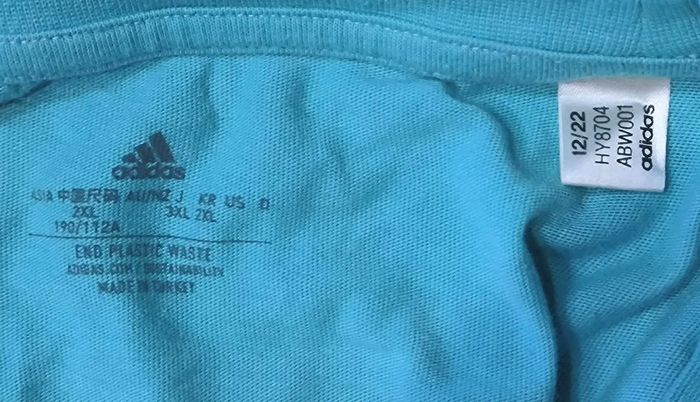 adidas
ASIA 中国尺码 AU/NZ J KR US D
2XL 3XL 2XL
190/112A
END PLASTIC WASTE
ADIDAS.COM/SUSTAINABILITY
MADE IN TURKEY
12/22
HY8704
ABW001
adidas